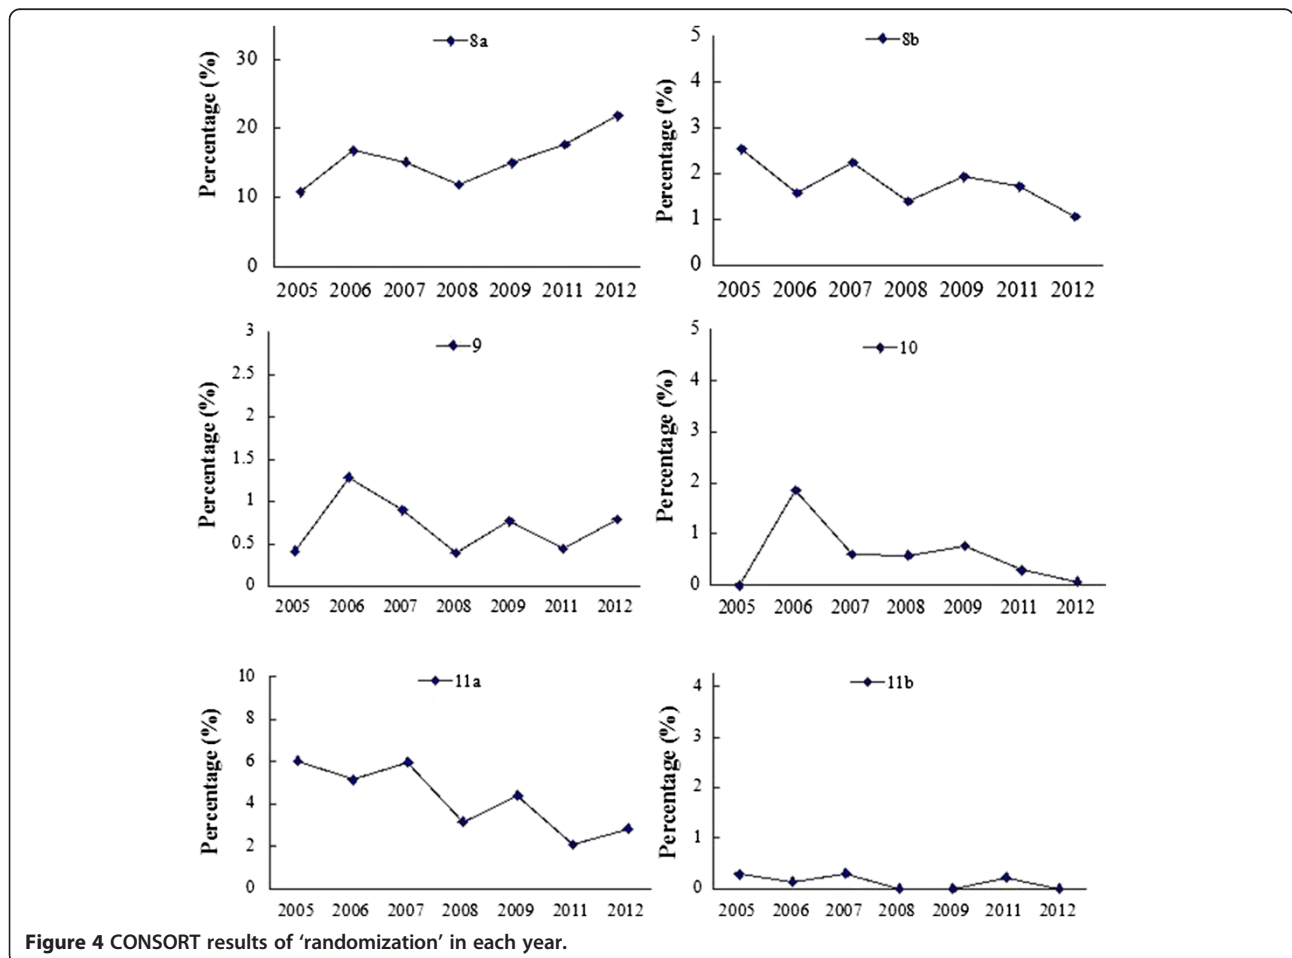 8a
Percentage (%)
30
20
10
0
2005 2006 2007 2008 2009 2011 2012
8b
Percentage (%)
5
4
3
2
1
0
2005 2006 2007 2008 2009 2011 2012
9
Percentage (%)
3
2.5
2
1.5
1
0.5
0
2005 2006 2007 2008 2009 2011 2012
10
Percentage (%)
5
4
3
2
1
0
2005 2006 2007 2008 2009 2011 2012
11a
Percentage (%)
10
8
6
4
2
0
2005 2006 2007 2008 2009 2011 2012
11b
Percentage (%)
4
3
2
1
0
2005 2006 2007 2008 2009 2011 2012
Figure 4 CONSORT results of ‘randomization’ in each year.